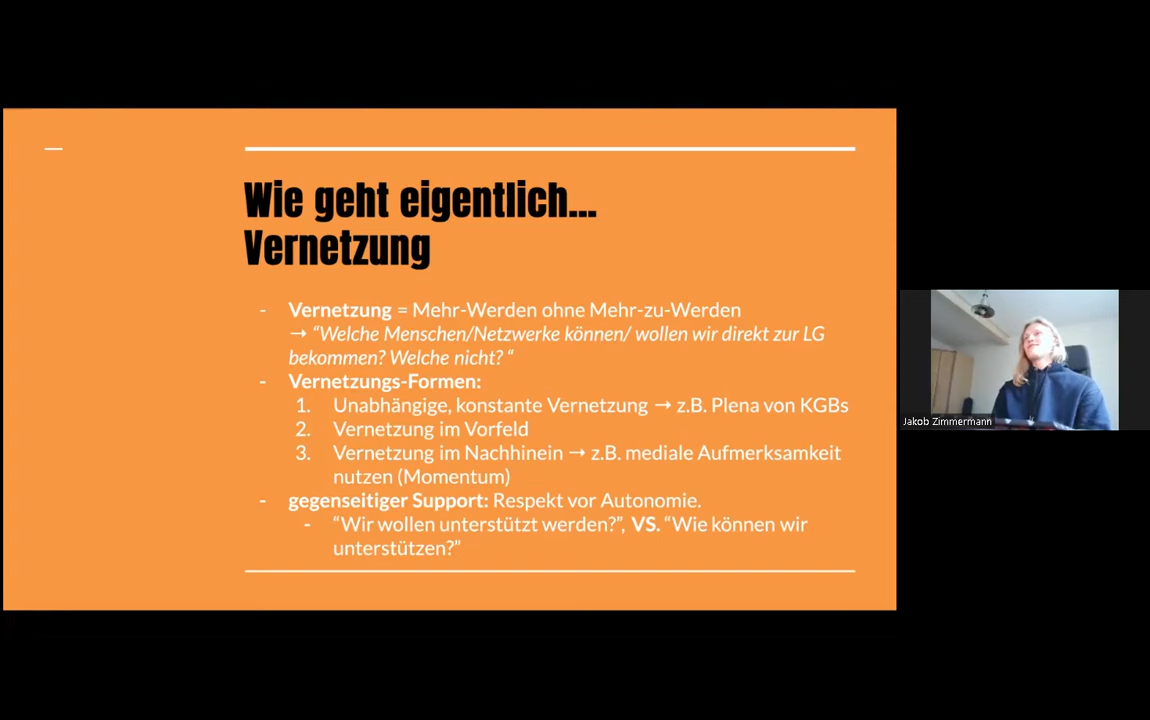 Wie geht eigentlich...
Vernetzung
- Vernetzung = Mehr-Werden ohne Mehr-zu-Werden
→ “Welche Menschen/Netzwerke können/ wollen wir direkt zur LG
bekommen? Welche nicht? “
- Vernetzungs-Formen:
1. Unabhängige, konstante Vernetzung → z.B. Plena von KGBs
2. Vernetzung im Vorfeld
3. Vernetzung im Nachhinein → z.B. mediale Aufmerksamkeit
nutzen (Momentum)
- gegenseitiger Support: Respekt vor Autonomie.
- “Wir wollen unterstützt werden?”, VS. “Wie können wir
unterstützen?”
Jakob Zimmermann